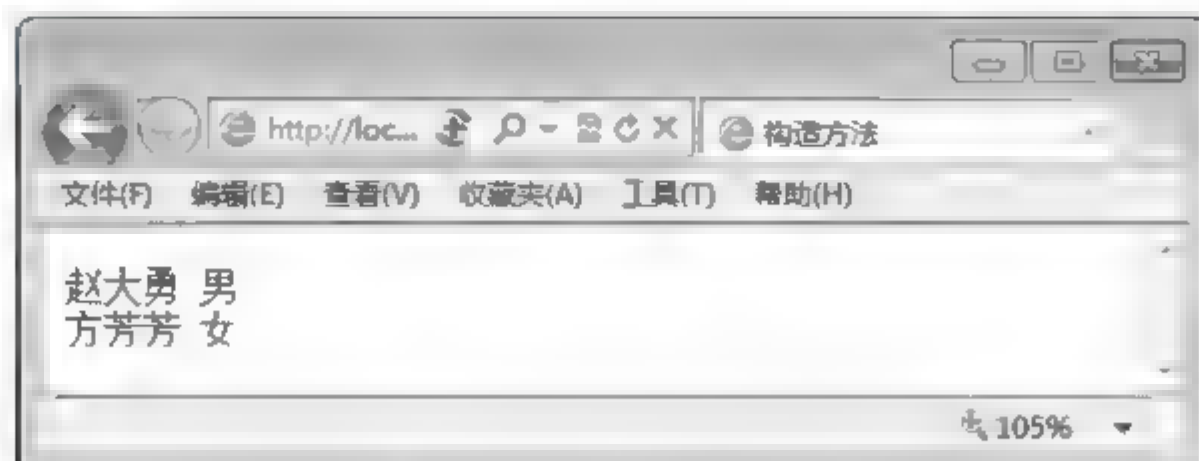 http://loc... 构造方法
文件(F) 编辑(E) 查看(V) 收藏夹(A) 工具(T) 帮助(H)
赵大勇 男
方芳芳 女
105%